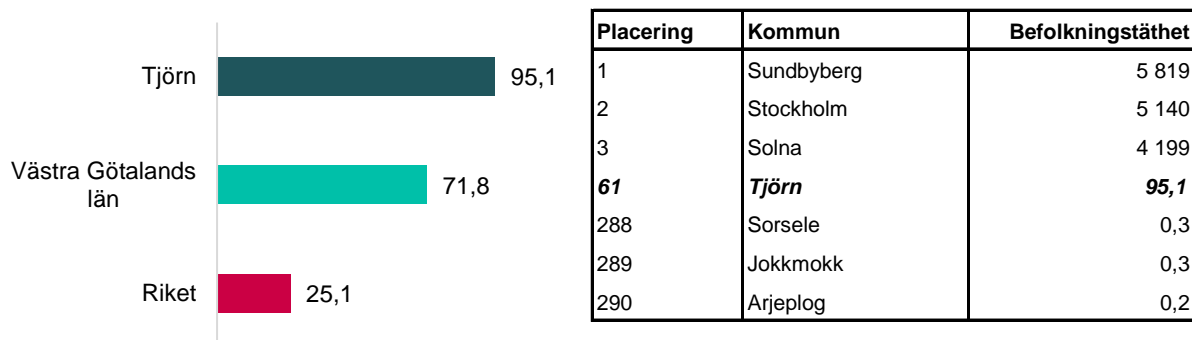 Tjörn 95,1
Västra Götalands
län
71,8
Riket 25,1
Placering Kommun Befolkningstäthet
1 Sundbyberg 5 819
2 Stockholm 5 140
3 Solna 4 199
61 Tjörn 95,1
288 Sorsele 0,3
289 Jokkmokk 0,3
290 Arjeplog 0,2